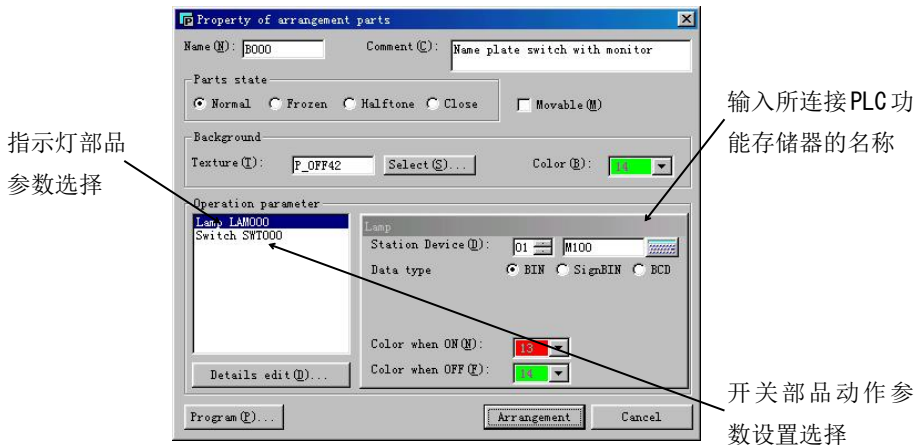 Property of arrangement parts
Name(N): B000 Comment(C): Name plate switch with monitor
Parts state
Normal Frozen Halftone Close Movable(M)
Background
Texture(T): P_OFF42 Select(S)... Color(B): 14
Operation parameter
Lamp LAM000
Switch SWT000
Lamp
Station Device(D): 01 M100
Data type BIN SignBIN BCD
Color when ON(N): 13
Color when OFF(F): 14
Details edit(D)...
Program(P)... Arrangement Cancel
指示灯部品
参数选择
输入所连接PLC功
能存储器的名称
开关部品动作参
数设置选择